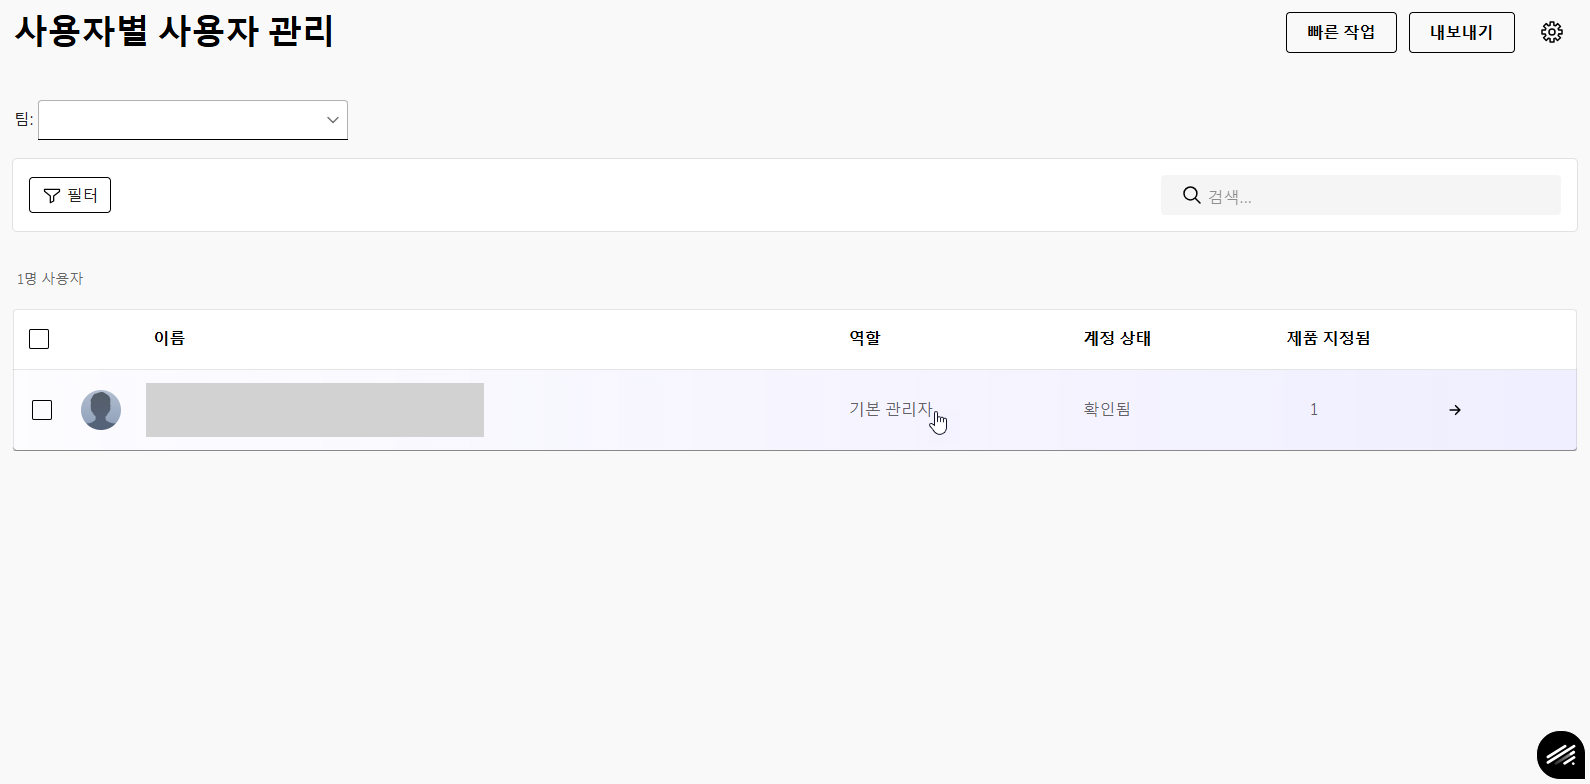 사용자별 사용자 관리
빠른 작업
내보내기
팀:
필터
검색...
1명 사용자
이름 역할 계정 상태 제품 지정됨
기본 관리자 확인됨 1